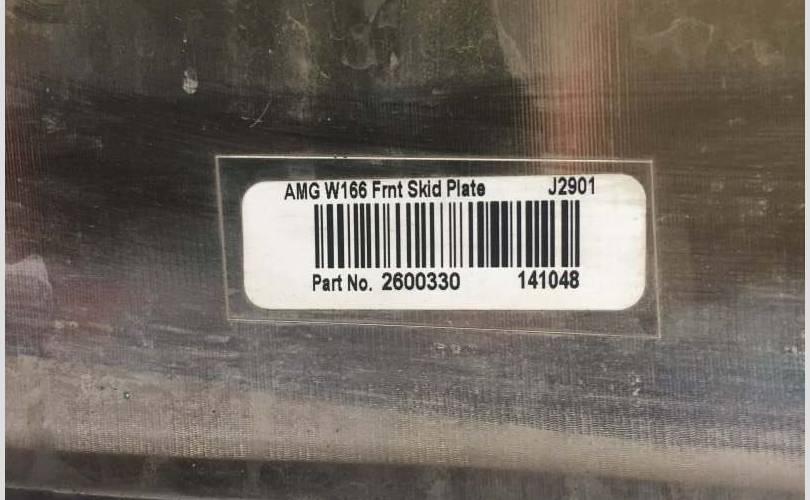 AMG W166 Frnt Skid Plate J2901
Part No. 2600330 141048